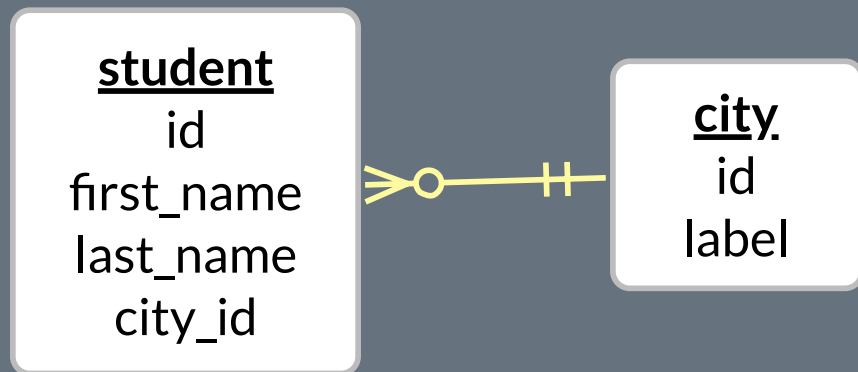 student
id
first_name
last_name
city_id
city
id
label